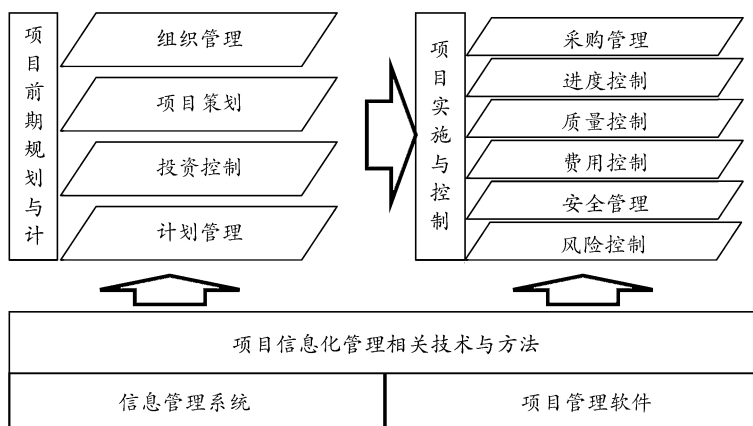 项目前期规划与计
组织管理
项目策划
投资控制
计划管理
项目实施与控制
采购管理
进度控制
质量控制
费用控制
安全管理
风险控制
项目信息化管理相关技术与方法
信息管理系统
项目管理软件